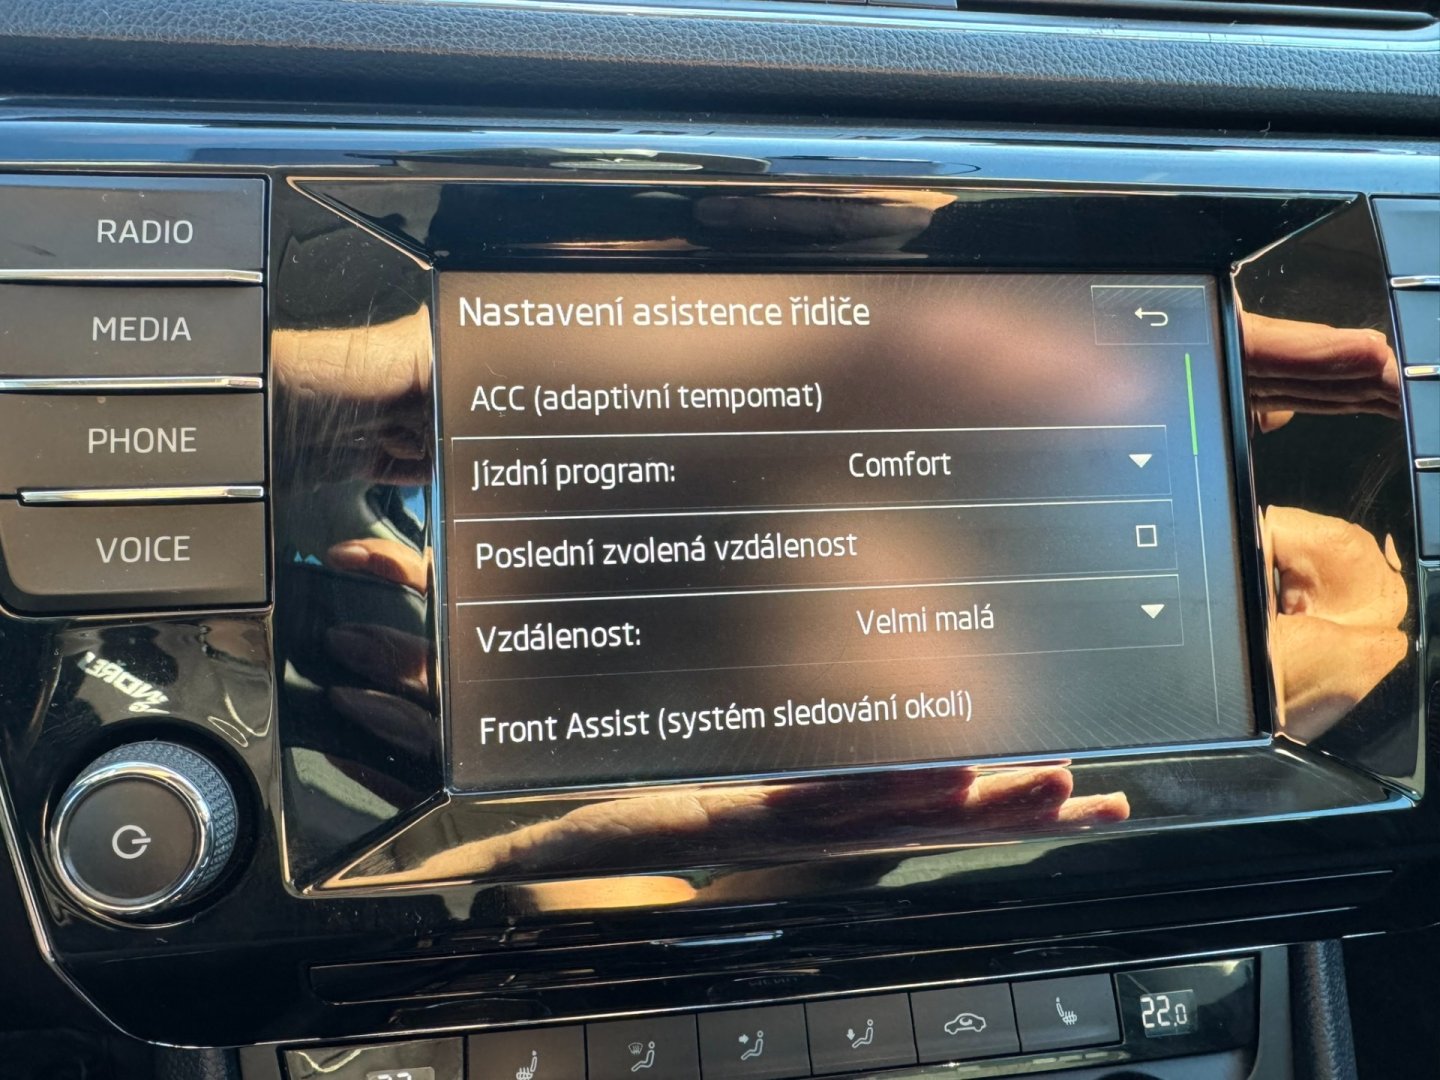 RADIO
MEDIA
PHONE
VOICE
Nastavení asistence řidiče
ACC (adaptivní tempomat)
Jízdní program: Comfort
Poslední zvolená vzdálenost
Vzdálenost: Velmi malá
Front Assist (systém sledování okolí)
22.0